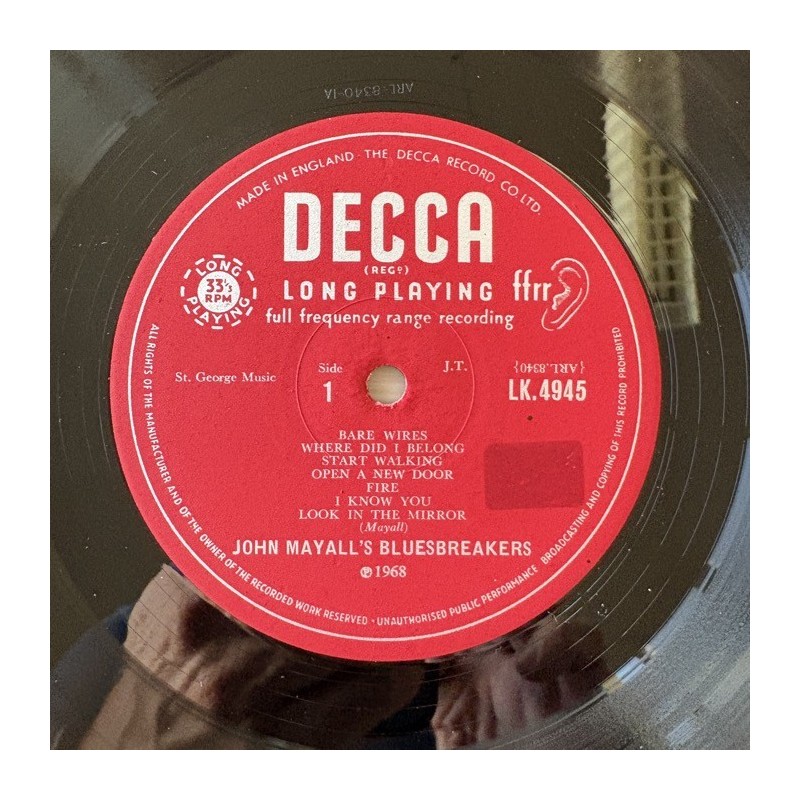 ARL-8340-1A
MADE IN ENGLAND · THE DECCA RECORD CO. LTD.
DECCA
(REGD)
LONG PLAYING
33⅓ RPM
LONG PLAYING
ffrr
full frequency range recording
St. George Music
Side
1
J.T.
(ARL.8340)
LK.4945
BARE WIRES
WHERE DID I BELONG
START WALKING
OPEN A NEW DOOR
FIRE
I KNOW YOU
LOOK IN THE MIRROR
(Mayall)
JOHN MAYALL'S BLUESBREAKERS
℗1968
ALL RIGHTS OF THE MANUFACTURER AND OF THE OWNER OF THE RECORDED WORK RESERVED · UNAUTHORISED PUBLIC PERFORMANCE BROADCASTING AND COPYING OF THIS RECORD PROHIBITED